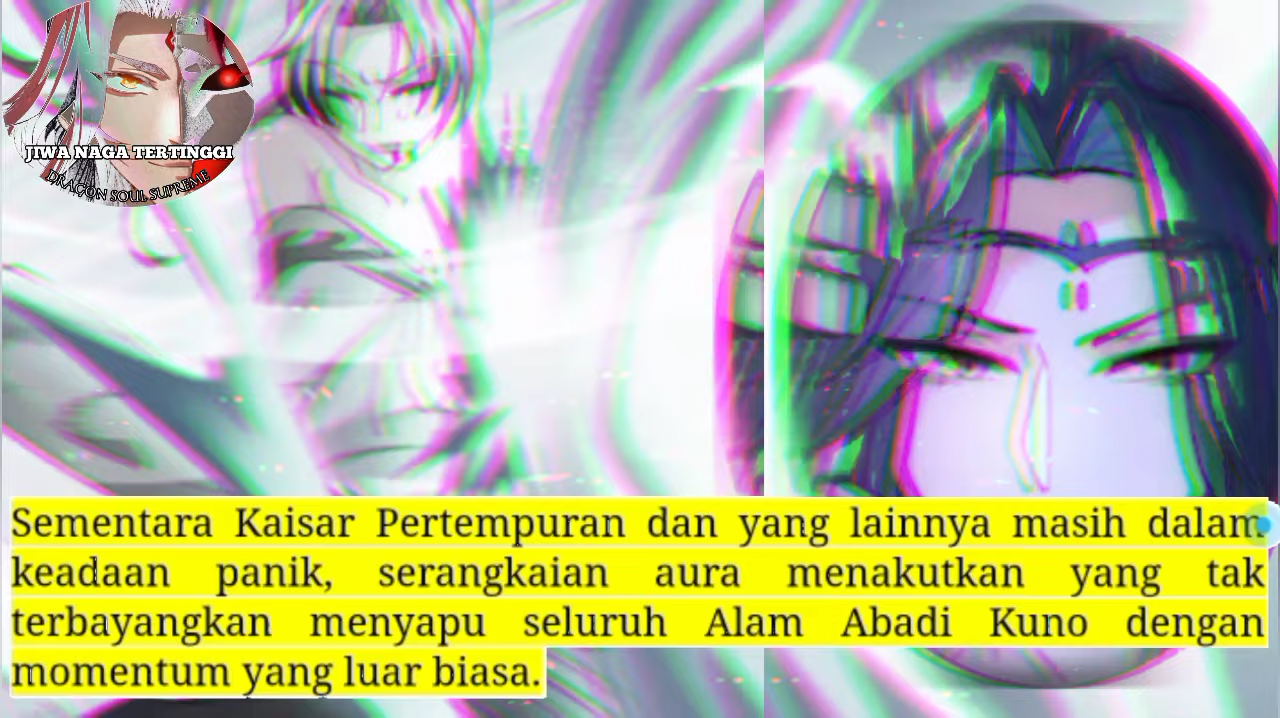 JIWA NAGA TERTINGGI
DRAGON SOUL SUPREME
Sementara Kaisar Pertempuran dan yang lainnya masih dalam
keadaan panik, serangkaian aura menakutkan yang tak
terbayangkan menyapu seluruh Alam Abadi Kuno dengan
momentum yang luar biasa.